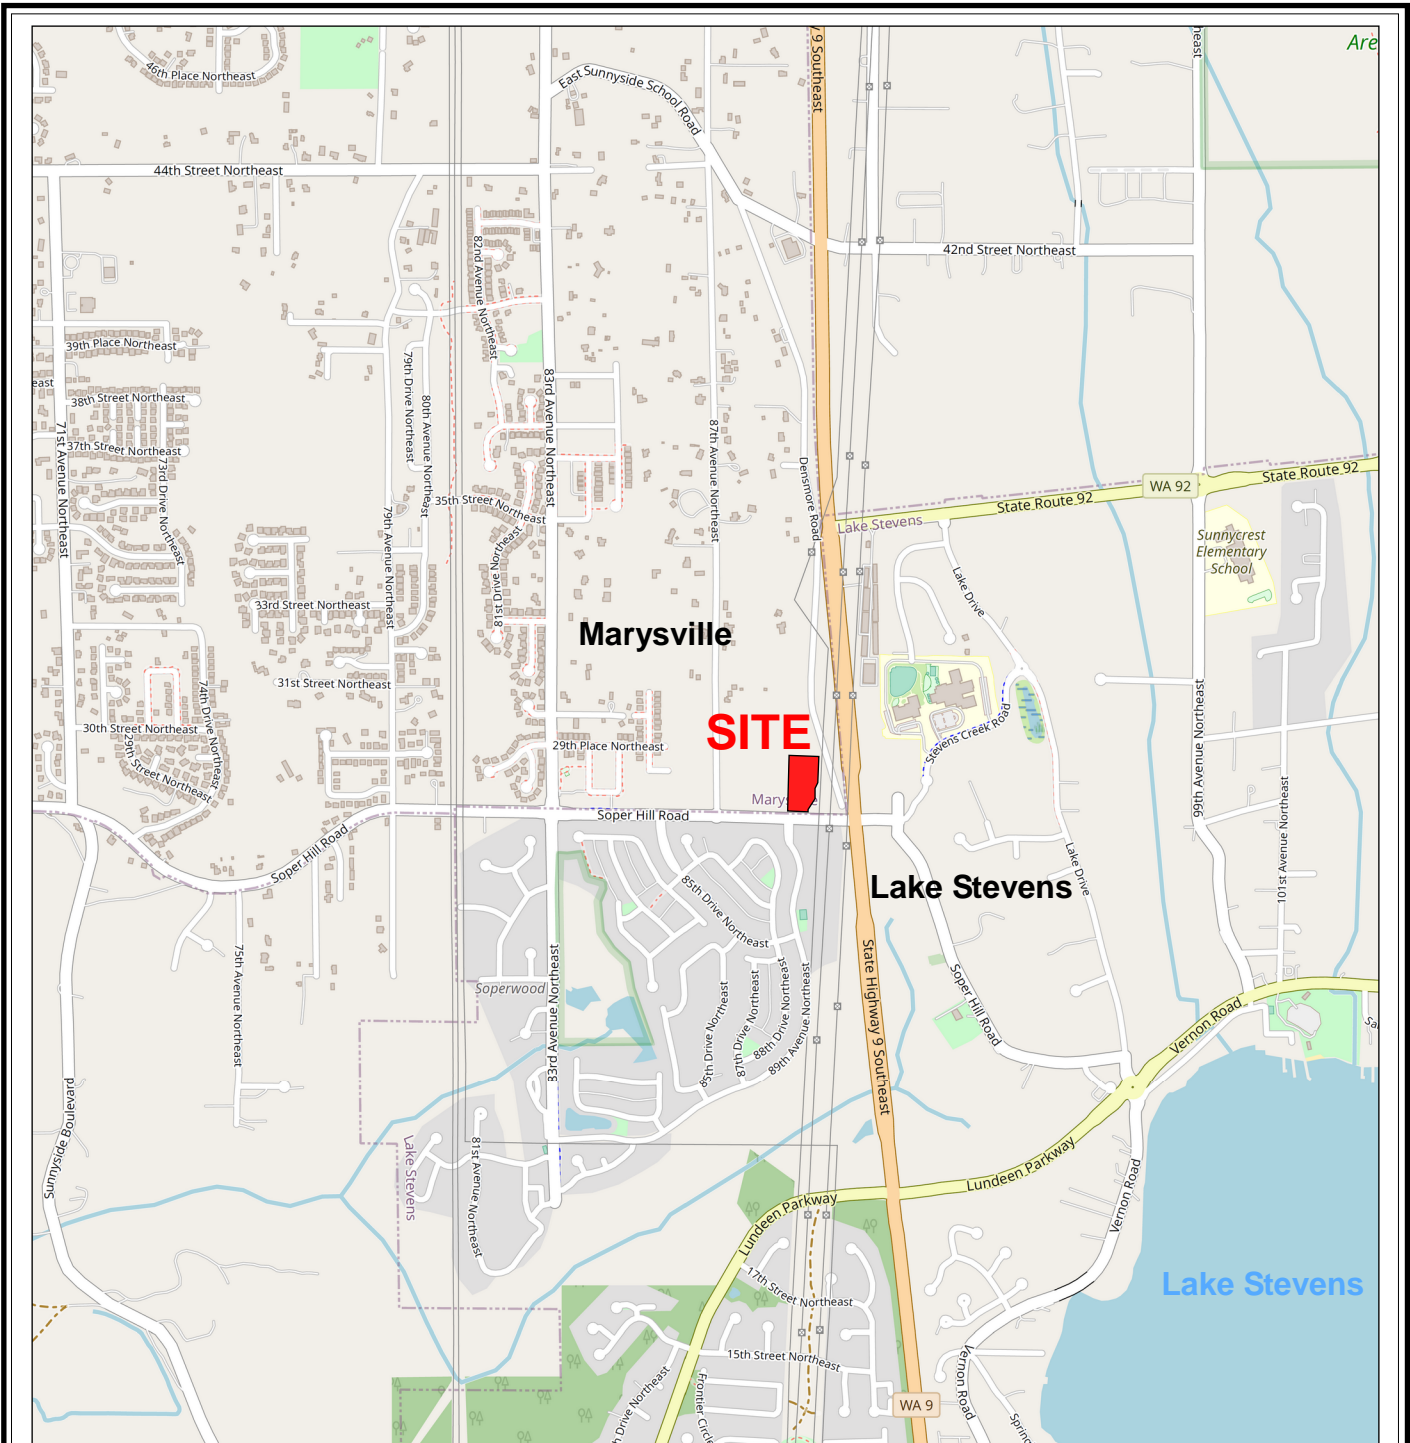 46th Place Northeast
East Sunnyside School Road
/ 9 Southeast
heast
Are
44th Street Northeast
42nd Street Northeast
82nd Avenue Northeast
39th Place Northeast
east
38th Street Northeast
37th Street Northeast
71st Avenue Northeast
73rd Drive Northeast
79th Drive Northeast
80th Avenue Northeast
79th Avenue Northeast
83rd Avenue Northeast
87th Avenue Northeast
Densmore Road
35th Street Northeast
81st Drive Northeast
State Route 92
WA 92
State Route 92
Lake Stevens
Sunnycrest
Elementary
School
Lake Drive
33rd Street Northeast
Marysville
31st Street Northeast
74th Drive Northeast
30th Street Northeast
29th Street Northeast
29th Place Northeast
SITE
Stevens Creek Road
99th Avenue Northeast
101st Avenue Northeast
Soper Hill Road
Soper Hill Road
Lake Drive
Lake Stevens
85th Drive Northeast
75th Avenue Northeast
Soperwood
83rd Avenue Northeast
85th Drive Northeast
87th Drive Northeast
88th Drive Northeast
89th Avenue Northeast
State Highway 9 Southeast
Soper Hill Road
Vernon Road
Sunnyside Boulevard
Lake Stevens
81st Avenue Northeast
Lundeen Parkway
Lundeen Parkway
Vernon Road
Lake Stevens
17th Street Northeast
15th Street Northeast
h Drive Northeast
Frontier Circle
WA 9
Vernon Road
Spring